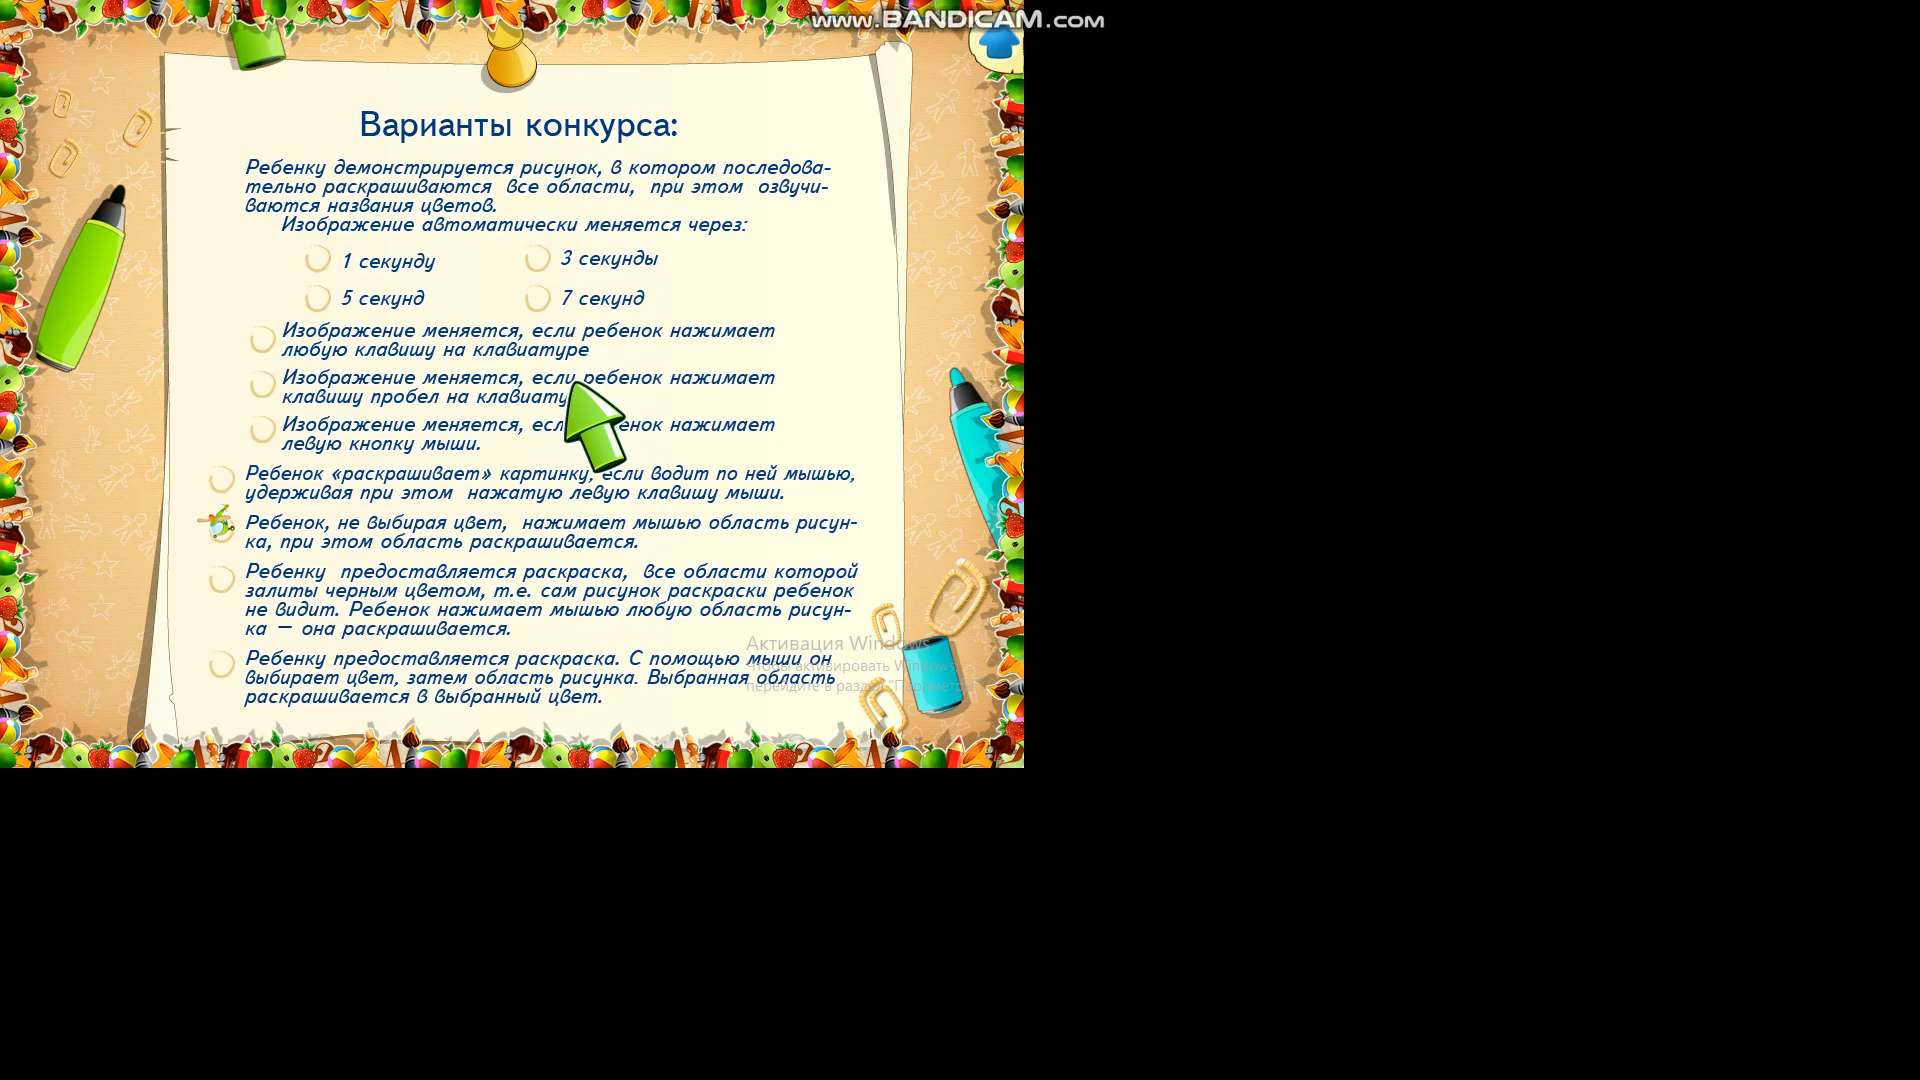 www.BANDICAM.com
Варианты конкурса:
Ребенку демонстрируется рисунок, в котором последова-
тельно раскрашиваются все области, при этом озвучи-
ваются названия цветов.
Изображение автоматически меняется через:
1 секунду
3 секунды
5 секунд
7 секунд
Изображение меняется, если ребенок нажимает
любую клавишу на клавиатуре
Изображение меняется, если ребенок нажимает
клавишу пробел на клавиату
Изображение меняется, есл енок нажимает
левую кнопку мыши.
Ребенок «раскрашивает» картинку, если водит по ней мышью,
удерживая при этом нажатую левую клавишу мыши.
Ребенок, не выбирая цвет, нажимает мышью область рисун-
ка, при этом область раскрашивается.
Ребенку предоставляется раскраска, все области которой
залиты черным цветом, т.е. сам рисунок раскраски ребенок
не видит. Ребенок нажимает мышью любую область рисун-
ка — она раскрашивается.
Ребенку предоставляется раскраска. С помощью мыши он
выбирает цвет, затем область рисунка. Выбранная область
раскрашивается в выбранный цвет.
Активация Windows
Чтобы активировать Windows,
перейдите в раздел "Параметры